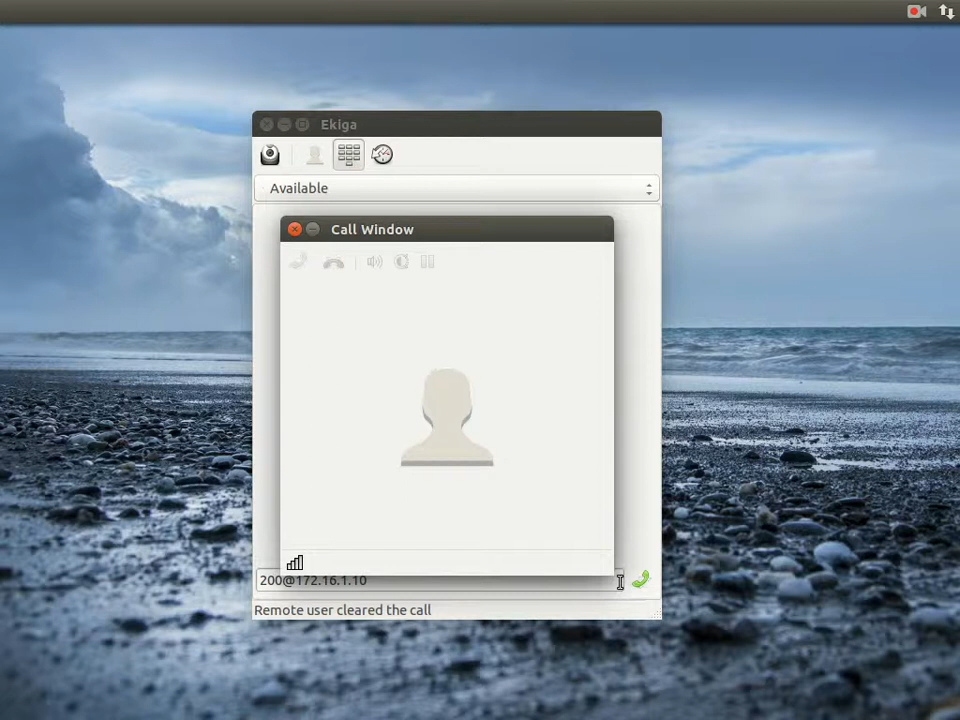 Ekiga
Available
Call Window
200@172.16.1.10
Remote user cleared the call